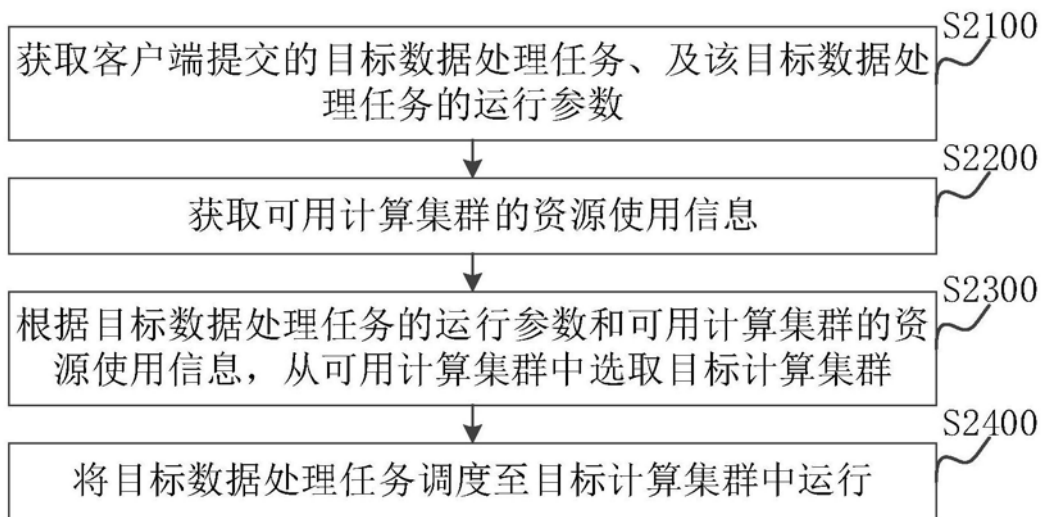 S2100
获取客户端提交的目标数据处理任务、及该目标数据处
理任务的运行参数
S2200
获取可用计算集群的资源使用信息
S2300
根据目标数据处理任务的运行参数和可用计算集群的资
源使用信息，从可用计算集群中选取目标计算集群
S2400
将目标数据处理任务调度至目标计算集群中运行